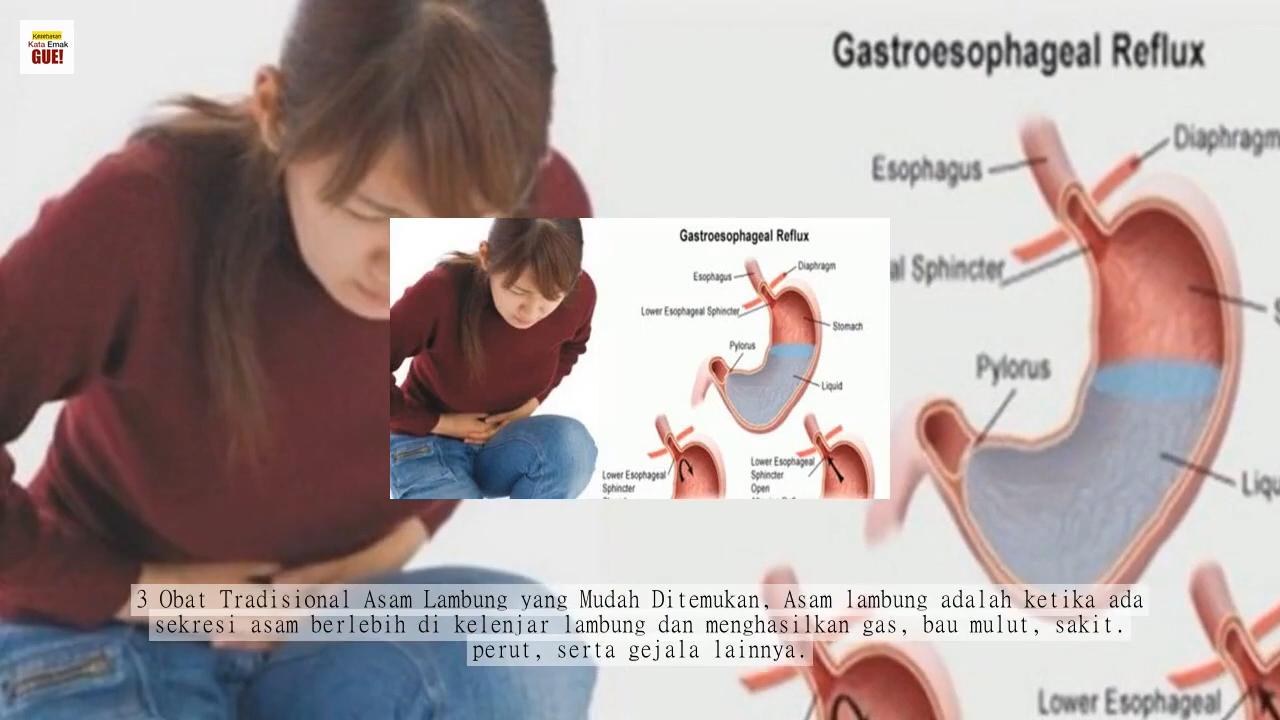 Kesehatan
Kata Emak
GUE!
Gastroesophageal Reflux
Diaphragm
Esophagus
al Sphincter
Pylorus
Liqu
Lower Esophageal
Gastroesophageal Reflux
Esophagus
Diaphragm
Lower Esophageal Sphincter
Stomach
Pylorus
Liquid
Lower Esophageal
Sphincter
Lower Esophageal
Sphincter
Open
3 Obat Tradisional Asam Lambung yang Mudah Ditemukan, Asam lambung adalah ketika ada
sekresi asam berlebih di kelenjar lambung dan menghasilkan gas, bau mulut, sakit.
perut, serta gejala lainnya.